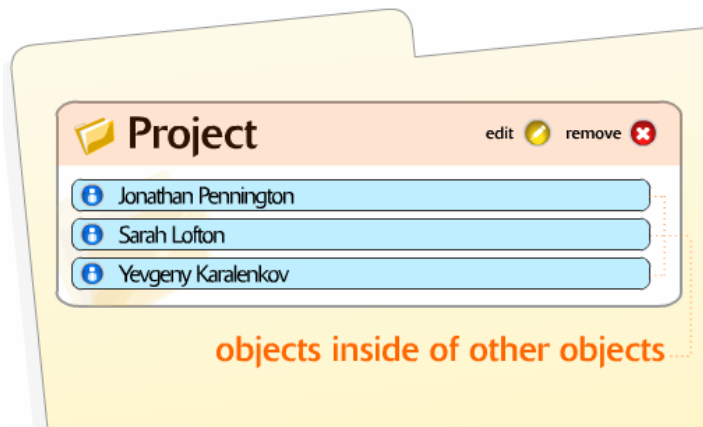 Project
edit remove
Jonathan Pennington
Sarah Lofton
Yevgeny Karalenkov
objects inside of other objects